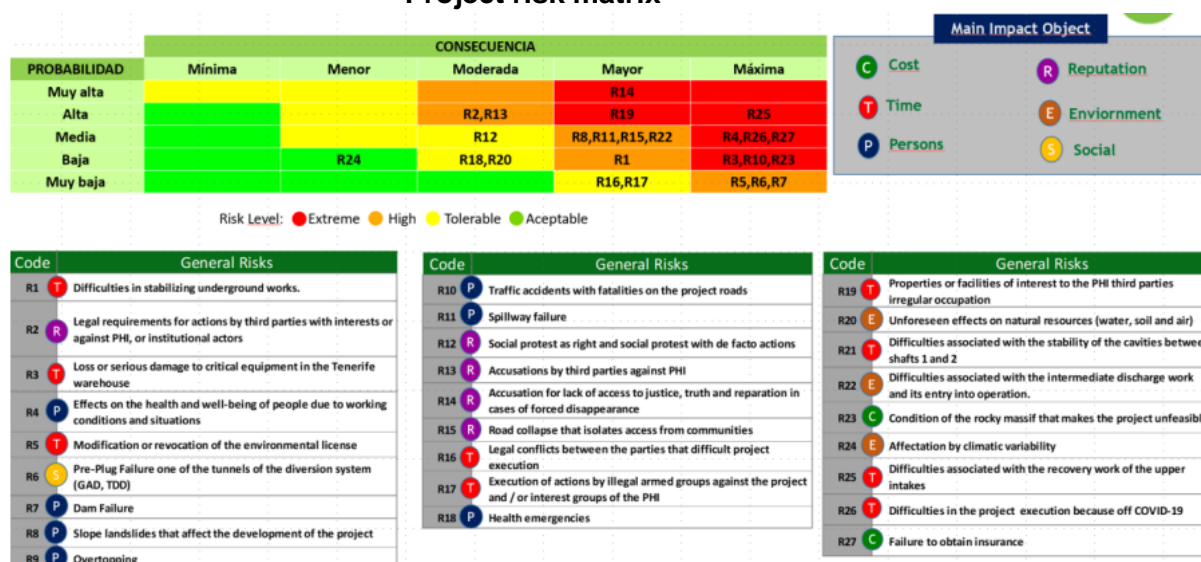 Project risk matrix
CONSECUENCIA
PROBABILIDAD Mínima Menor Moderada Mayor Máxima
Muy alta R14
Alta R2,R13 R19 R25
Media R12 R8,R11,R15,R22 R4,R26,R27
Baja R24 R18,R20 R1 R3,R10,R23
Muy baja R16,R17 R5,R6,R7
Risk Level: Extreme High Tolerable Aceptable
Main Impact Object
C Cost R Reputation
T Time E Enviornment
P Persons S Social
Code General Risks
R1 T Difficulties in stabilizing underground works.
R2 R Legal requirements for actions by third parties with interests or
against PHI, or institutional actors
R3 T Loss or serious damage to critical equipment in the Tenerife
warehouse
R4 P Effects on the health and well-being of people due to working
conditions and situations
R5 T Modification or revocation of the environmental license
R6 S Pre-Plug Failure one of the tunnels of the diversion system
(GAD, TDD)
R7 P Dam Failure
R8 P Slope landslides that affect the development of the project
R9 P Overtopping
Code General Risks
R10 P Traffic accidents with fatalities on the project roads
R11 P Spillway failure
R12 R Social protest as right and social protest with de facto actions
R13 R Accusations by third parties against PHI
R14 R Accusation for lack of access to justice, truth and reparation in
cases of forced disappearance
R15 R Road collapse that isolates access from communities
R16 T Legal conflicts between the parties that difficult project
execution
R17 T Execution of actions by illegal armed groups against the project
and / or interest groups of the PHI
R18 P Health emergencies
Code General Risks
R19 T Properties or facilities of interest to the PHI third parties
irregular occupation
R20 E Unforeseen effects on natural resources (water, soil and air)
R21 T Difficulties associated with the stability of the cavities betwee
shafts 1 and 2
R22 E Difficulties associated with the intermediate discharge work
and its entry into operation.
R23 C Condition of the rocky massif that makes the project unfeasibl
R24 E Affectation by climatic variability
R25 T Difficulties associated with the recovery work of the upper
intakes
R26 T Difficulties in the project execution because off COVID-19
R27 C Failure to obtain insurance